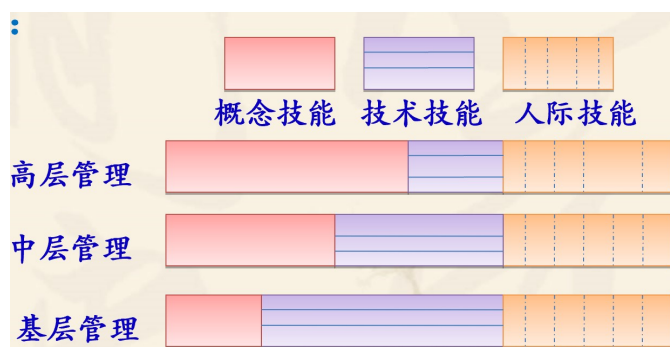 :
概念技能 技术技能 人际技能
高层管理
中层管理
基层管理